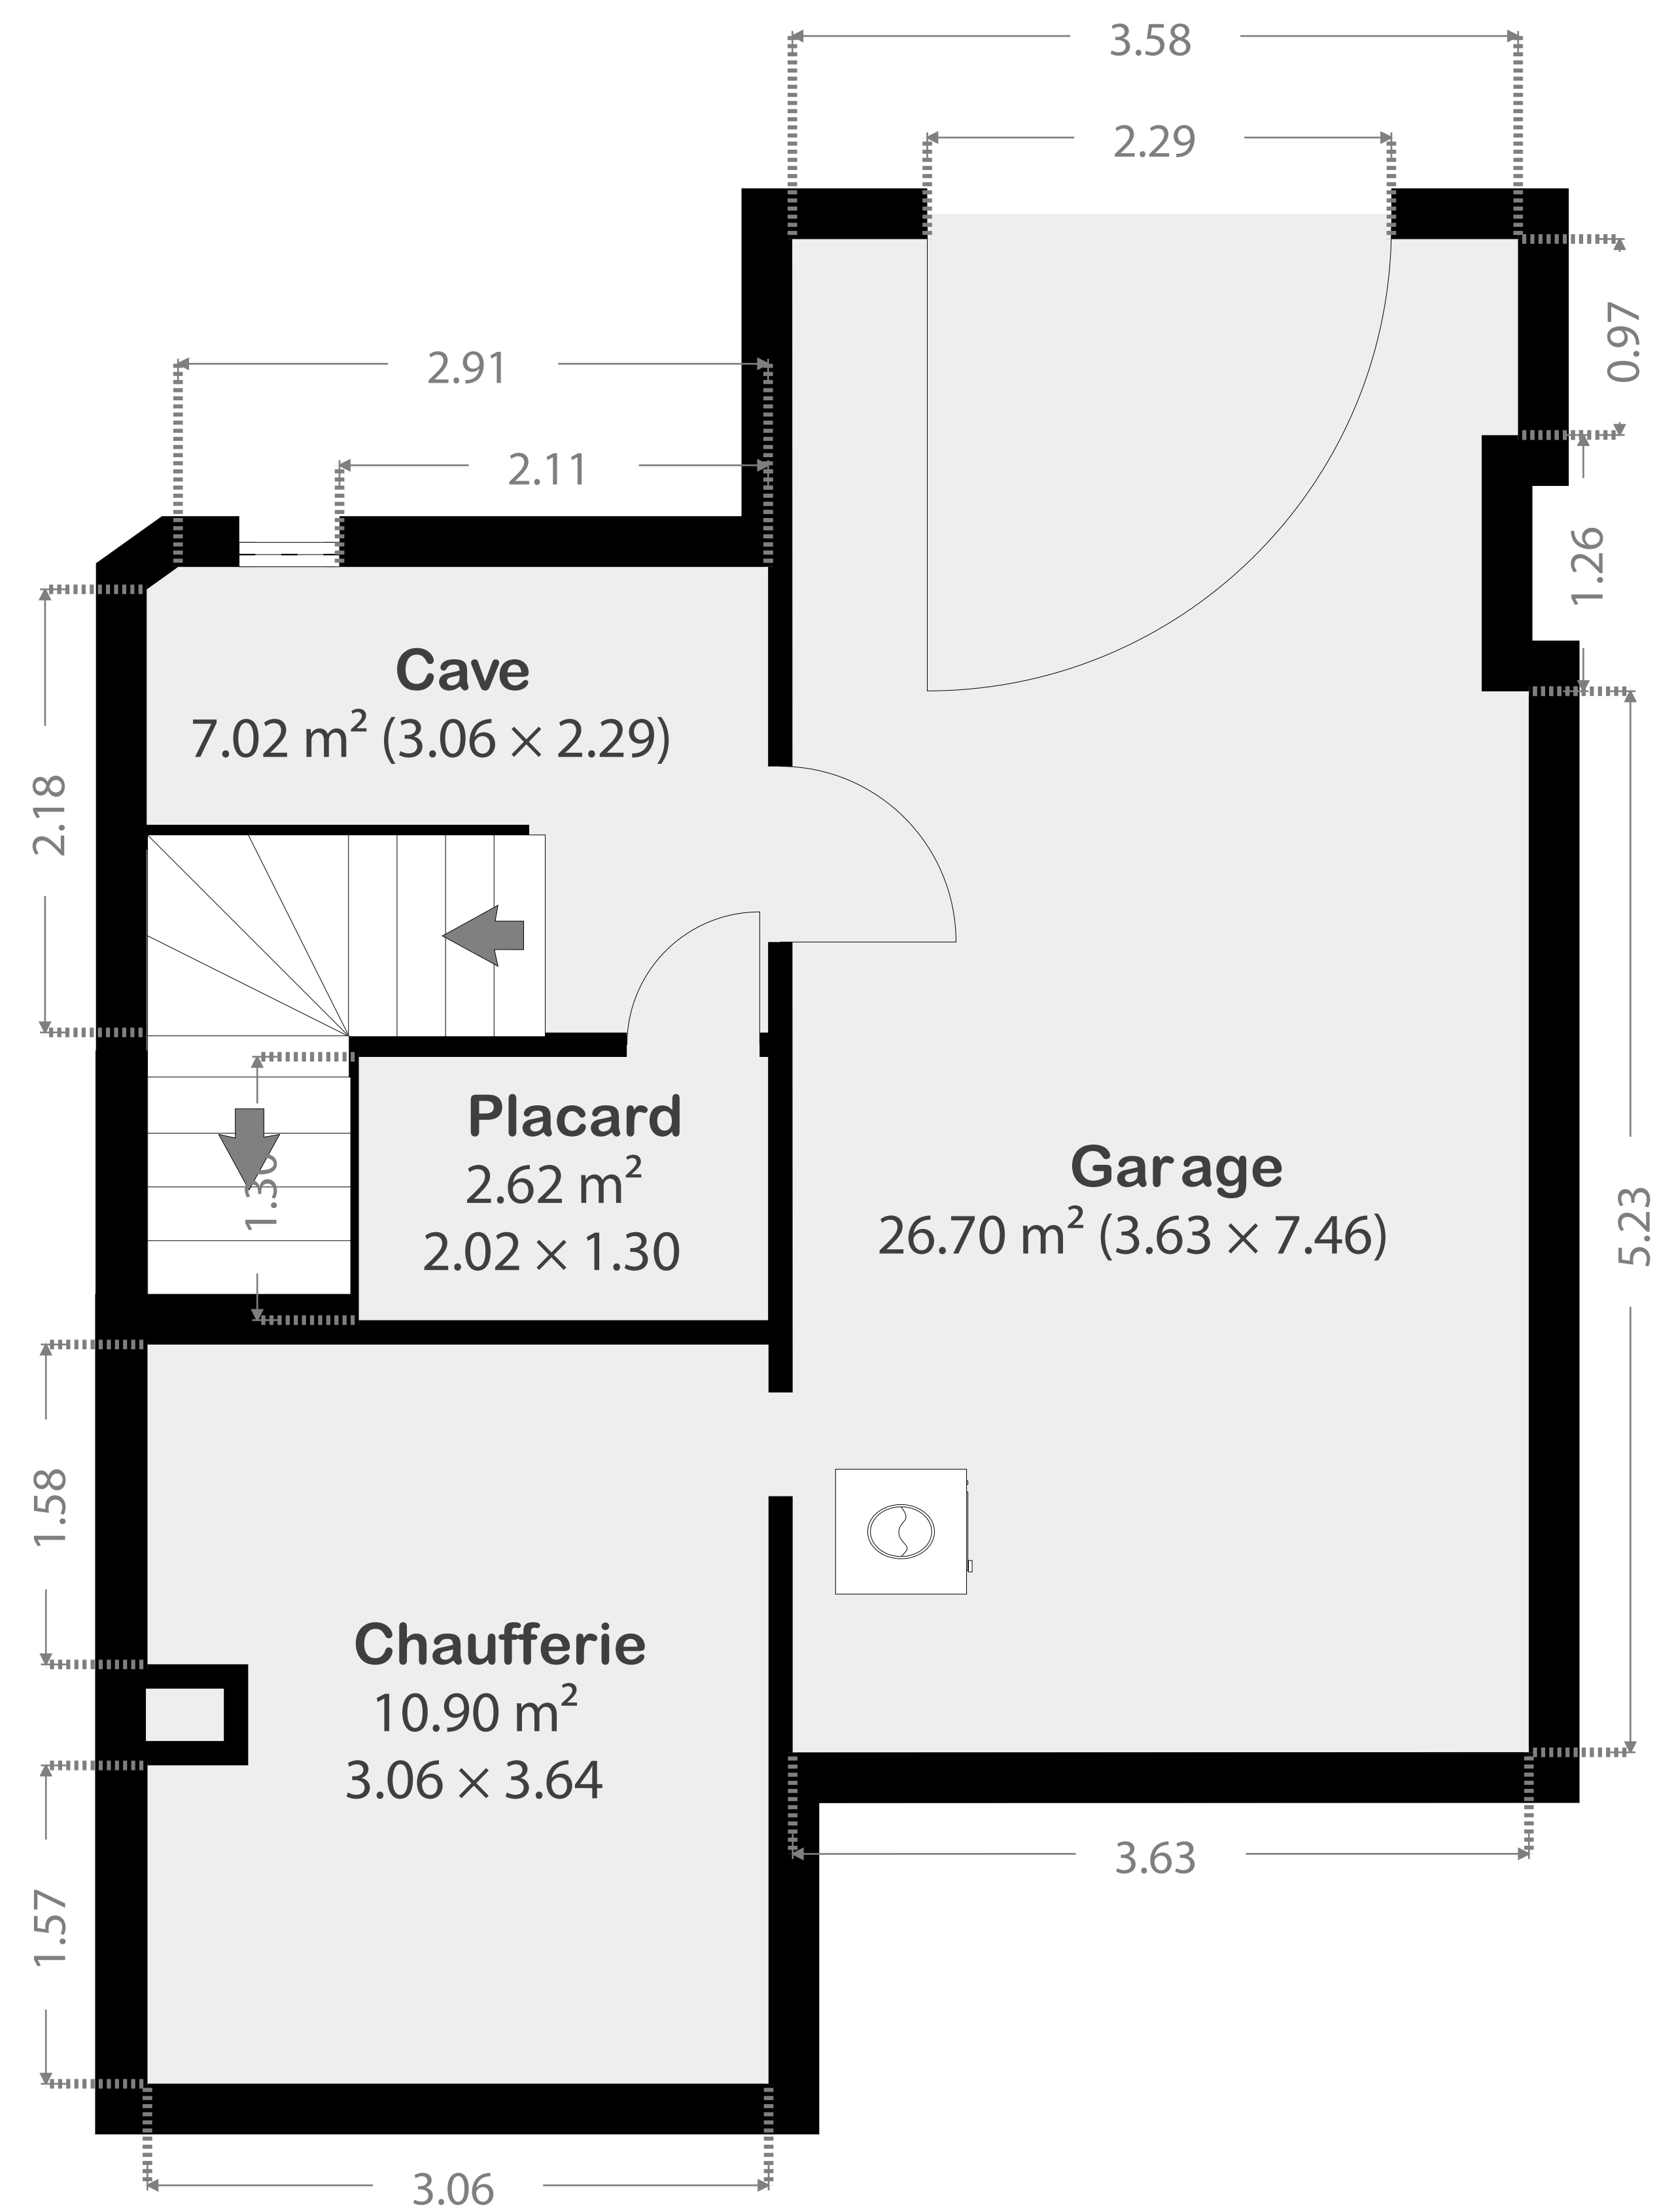 3.58
2.29
0.97
2.91
2.11
1.26
Cave
7.02 m² (3.06 × 2.29)
2.18
Placard
2.62 m²
2.02 × 1.30
1.30
Garage
26.70 m² (3.63 × 7.46)
5.23
1.58
Chaufferie
10.90 m²
3.06 × 3.64
3.63
1.57
3.06